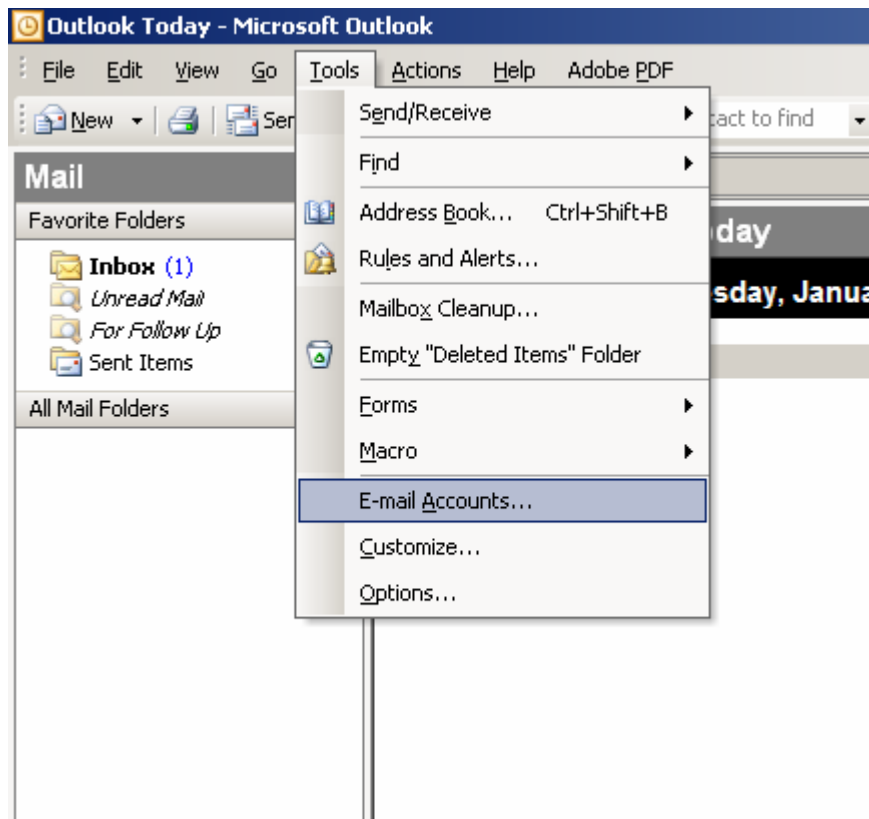 Outlook Today - Microsoft Outlook
File Edit View Go Tools Actions Help Adobe PDF
New
Send/Receive
tact to find
Mail
Find
Favorite Folders
Address Book... Ctrl+Shift+B
day
Inbox (1)
Rules and Alerts...
Unread Mail
sday, Janua
For Follow Up
Mailbox Cleanup...
Sent Items
Empty "Deleted Items" Folder
All Mail Folders
Forms
Macro
E-mail Accounts...
Customize...
Options...